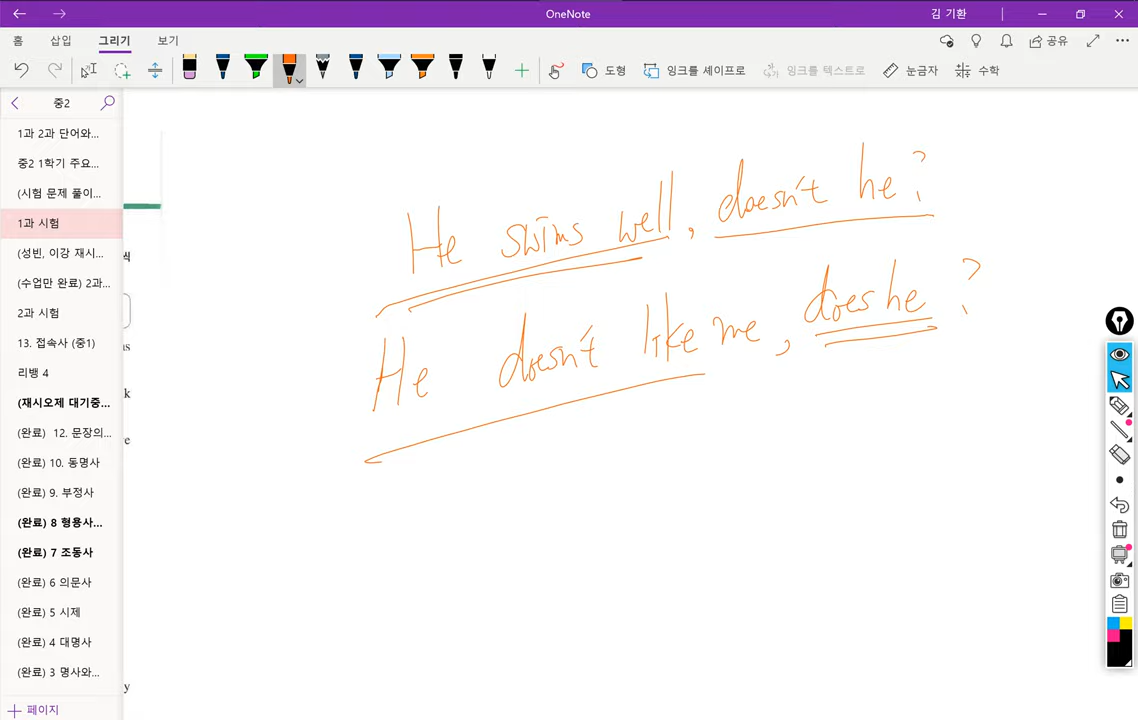 OneNote
김 기환
홈 삽입 그리기 보기
공유
도형 잉크를 셰이프로 잉크를 텍스트로 눈금자 수학
중2
1과 2과 단어와...
중2 1학기 주요...
(시험 문제 풀이...
1과 시험
(성빈, 이강 재시...
(수업만 완료) 2과...
2과 시험
13. 접속사 (중1)
리뱅 4
(재시오제 대기중...
(완료) 12. 문장의...
(완료) 10. 동명사
(완료) 9. 부정사
(완료) 8 형용사...
(완료) 7 조동사
(완료) 6 의문사
(완료) 5 시제
(완료) 4 대명사
(완료) 3 명사와...
페이지
He swims well, doesn't he?
He doesn't like me, does he?